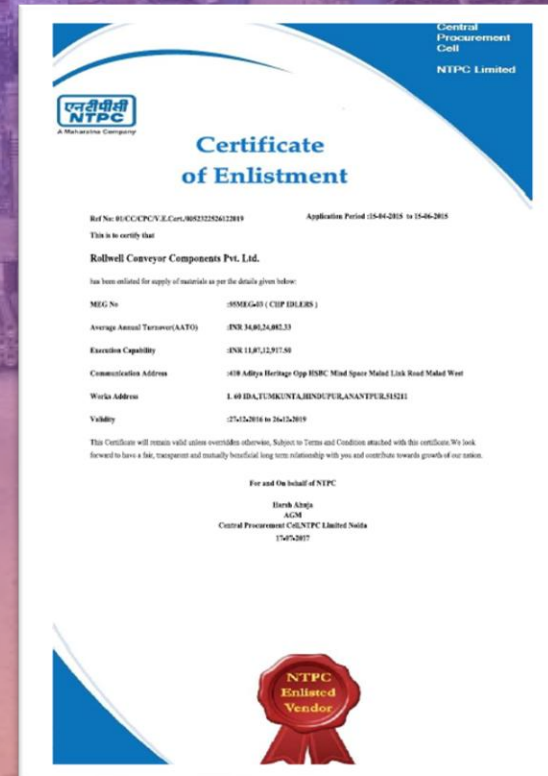 Central
Procurement
Cell
NTPC Limited
एनटीपीसी
NTPC
A Maharatna Company
Certificate
of Enlistment
Ref No: 01/CC/CPC/V.E.Cert./0052322526122019 Application Period :15-04-2015 to 15-06-2015
This is to certify that
Rollwell Conveyor Components Pvt. Ltd.
has been enlisted for supply of materials as per the details given below:
MEG No :95MEG-03 ( CHP IDLERS )
Average Annual Turnover(AATO) :INR 34,00,24,082.33
Execution Capability :INR 11,07,12,917.50
Communication Address :410 Aditya Heritage Opp HSBC Mind Space Malad Link Road Malad West
Works Address 1. 60 IDA,TUMKUNTA,HINDUPUR,ANANTPUR.515211
Validity :27-12-2016 to 26-12-2019
This Certificate will remain valid unless overridden otherwise, Subject to Terms and Condition attached with this certificate.We look
forward to have a fair, transparent and mutually beneficial long term relationship with you and contribute towards growth of our nation.
For and On behalf of NTPC
Harsh Ahuja
AGM
Central Procurement Cell,NTPC Limited Noida
17-07-2017
NTPC
Enlisted
Vendor